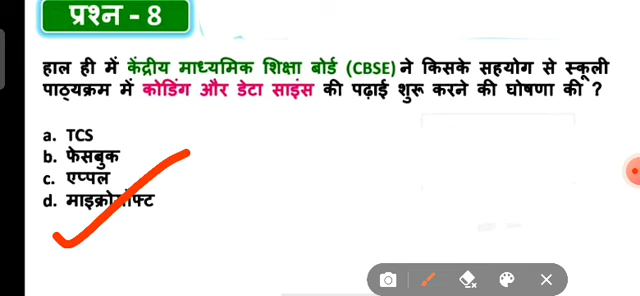 प्रश्न - 8
हाल ही में केंद्रीय माध्यमिक शिक्षा बोर्ड (CBSE) ने किसके सहयोग से स्कूली
पाठ्यक्रम में कोडिंग और डेटा साइंस की पढ़ाई शुरू करने की घोषणा की ?
a. TCS
b. फेसबुक
c. एप्पल
d. माइक्रोसॉफ्ट